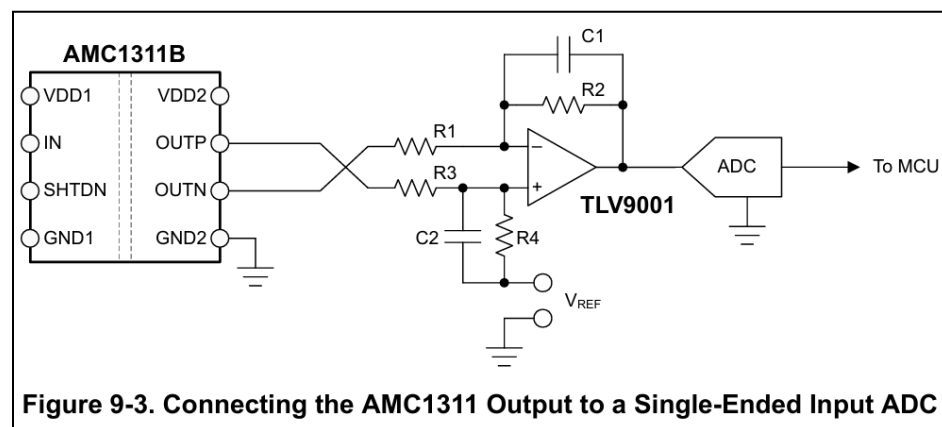 AMC1311B
VDD1
VDD2
IN
OUTP
SHTDN
OUTN
GND1
GND2
C1
R2
R1
R3
C2
R4
−
+
TLV9001
ADC
To MCU
VREF
Figure 9-3. Connecting the AMC1311 Output to a Single-Ended Input ADC